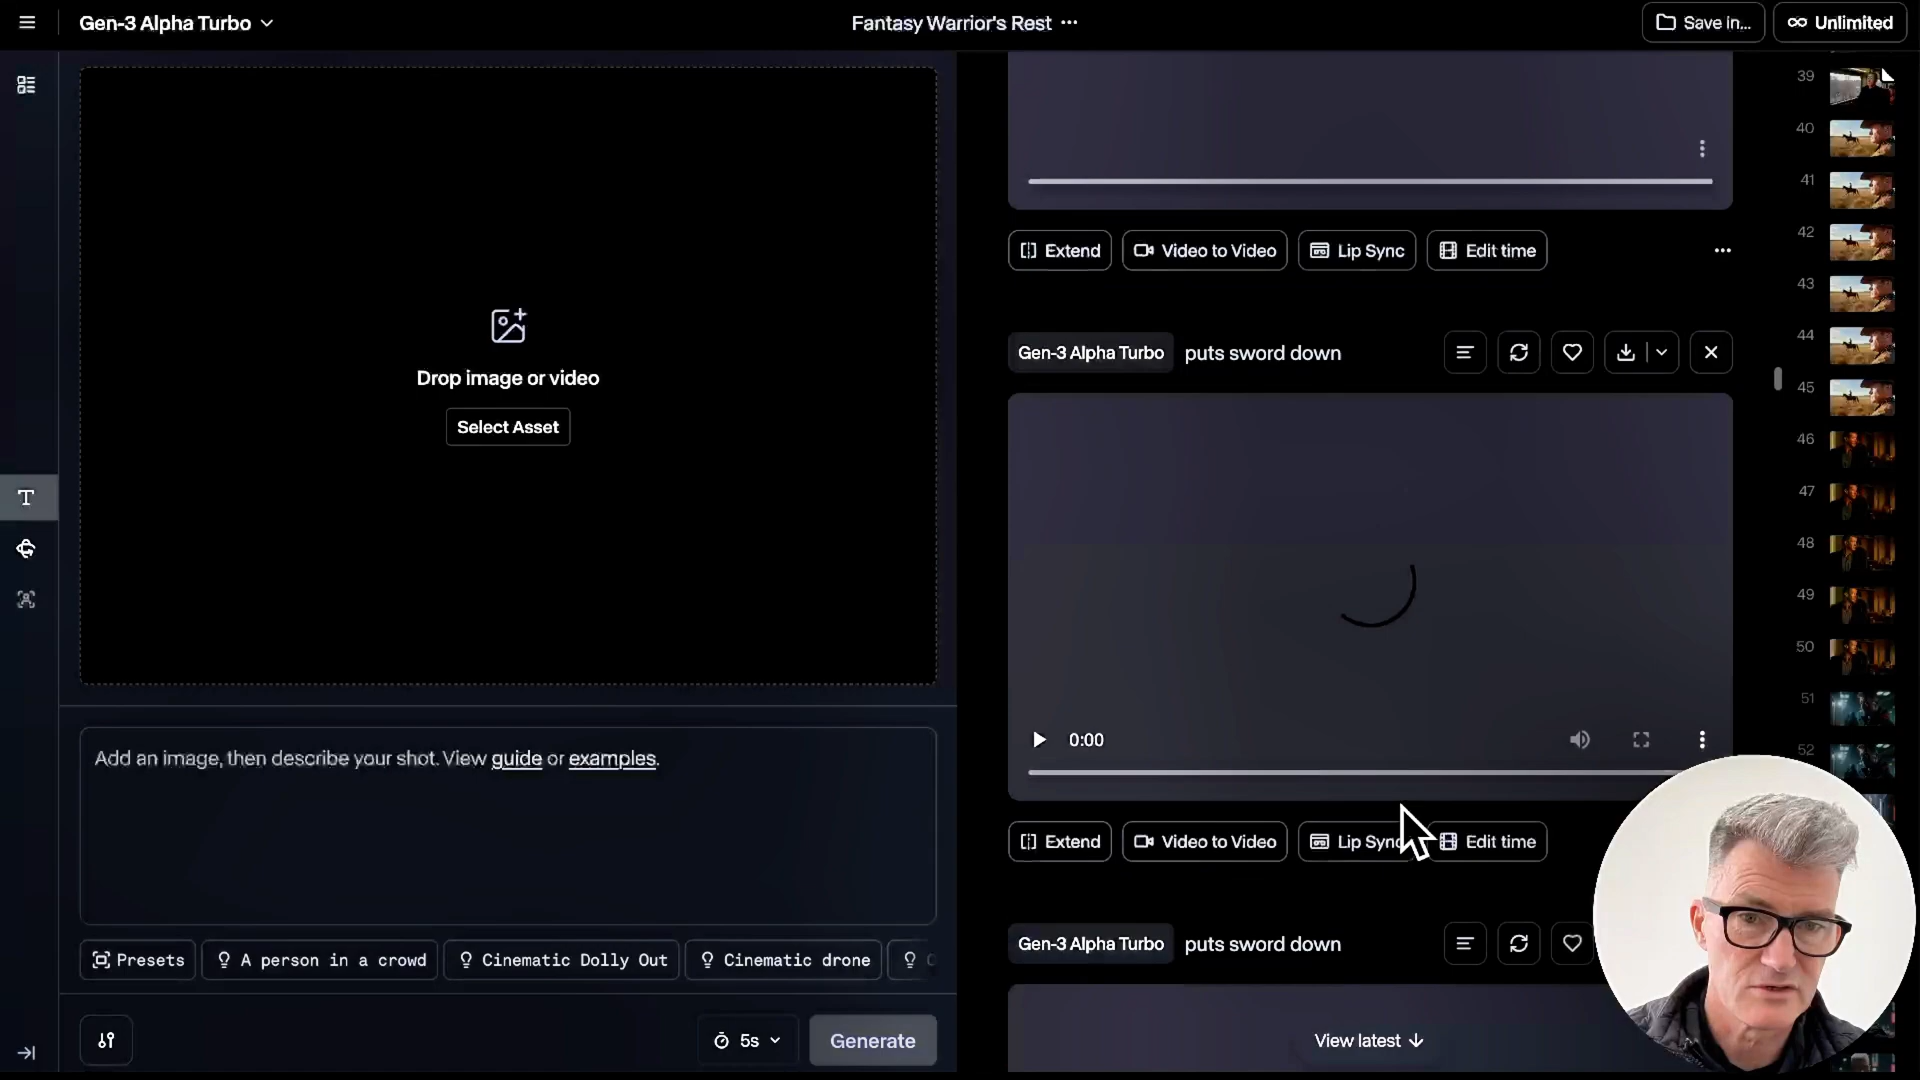 Gen-3 Alpha Turbo
Fantasy Warrior's Rest
Save in...
Unlimited
Drop image or video
Select Asset
Add an image, then describe your shot. View guide or examples.
Presets
A person in a crowd
Cinematic Dolly Out
Cinematic drone
5s
Generate
Extend
Video to Video
Lip Sync
Edit time
Gen-3 Alpha Turbo puts sword down
0:00
Extend
Video to Video
Lip Sync
Edit time
Gen-3 Alpha Turbo puts sword down
View latest
39
40
41
42
43
44
45
46
47
48
49
50
51
52